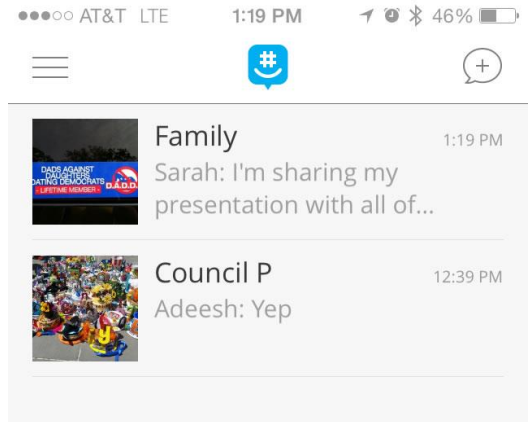 AT&T LTE 1:19 PM 46%
#
Family 1:19 PM
Sarah: I'm sharing my
presentation with all of...
DADS AGAINST
DAUGHTERS
DATING DEMOCRATS
D.A.D.D.
- LIFETIME MEMBER -
Council P 12:39 PM
Adeesh: Yep